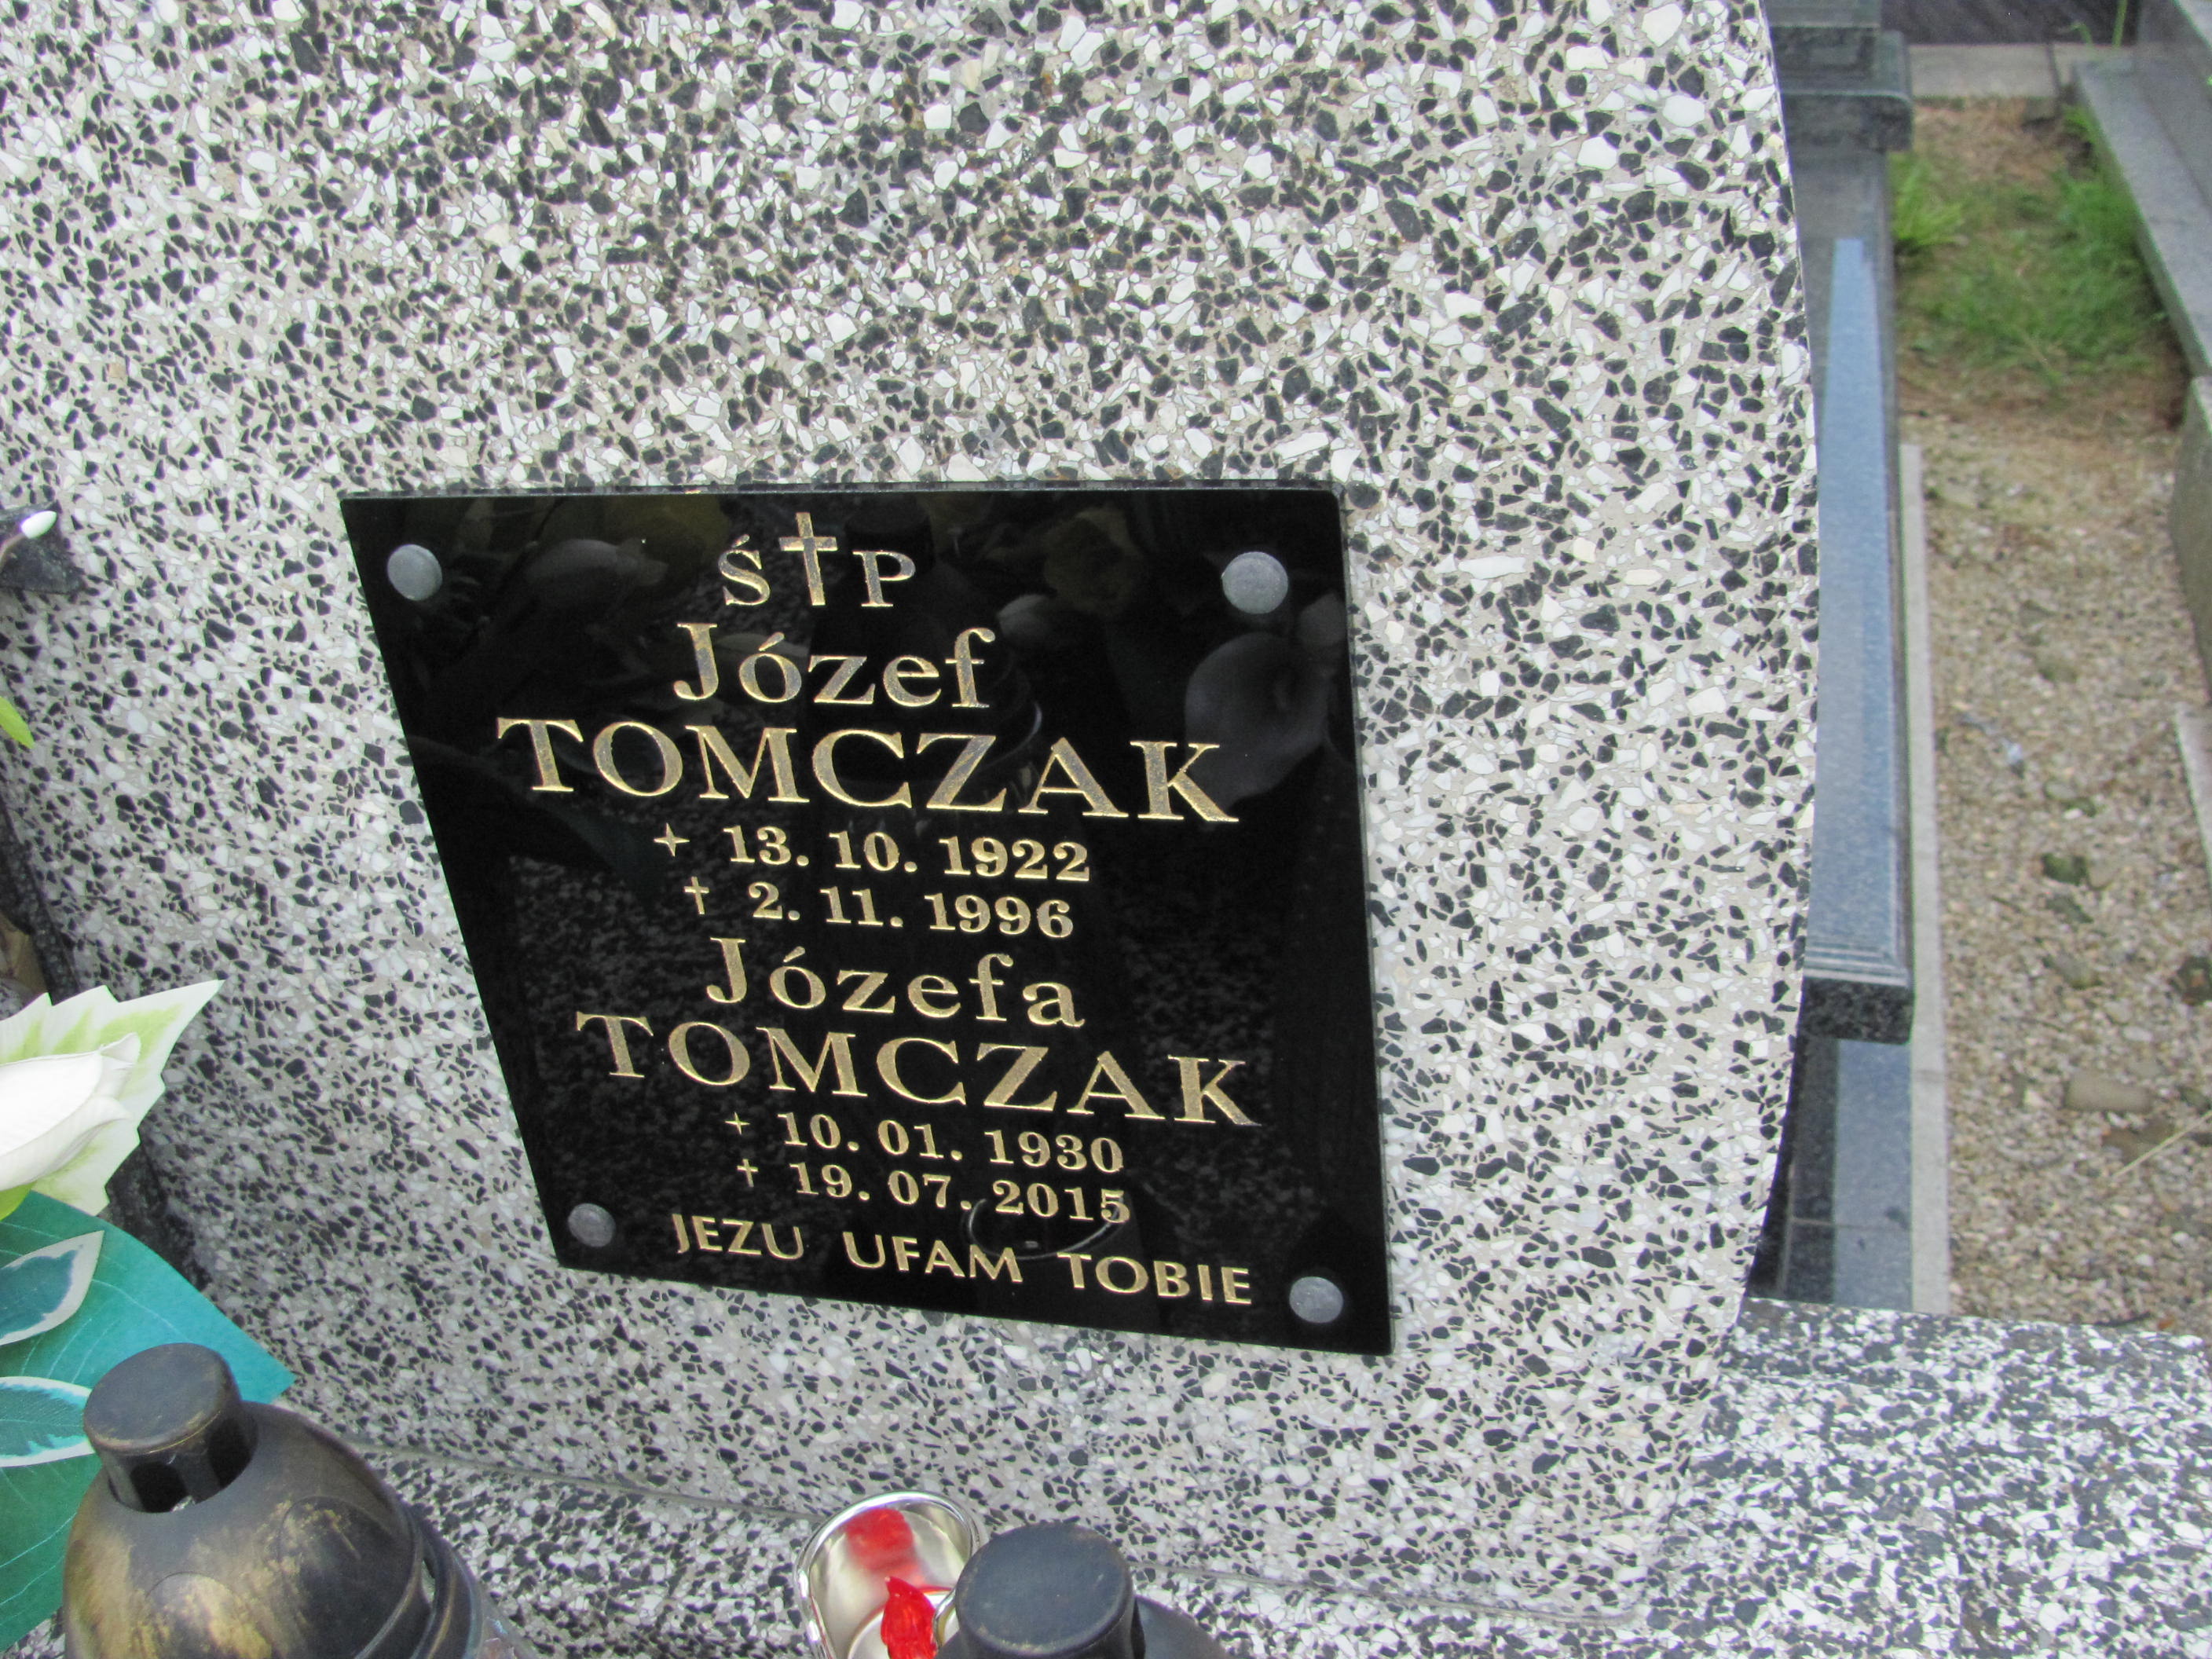 Ś†P
Józef
TOMCZAK
✦ 13. 10. 1922
† 2. 11. 1996
Józefa
TOMCZAK
✦ 10. 01. 1930
† 19. 07. 2015
JEZU UFAM TOBIE